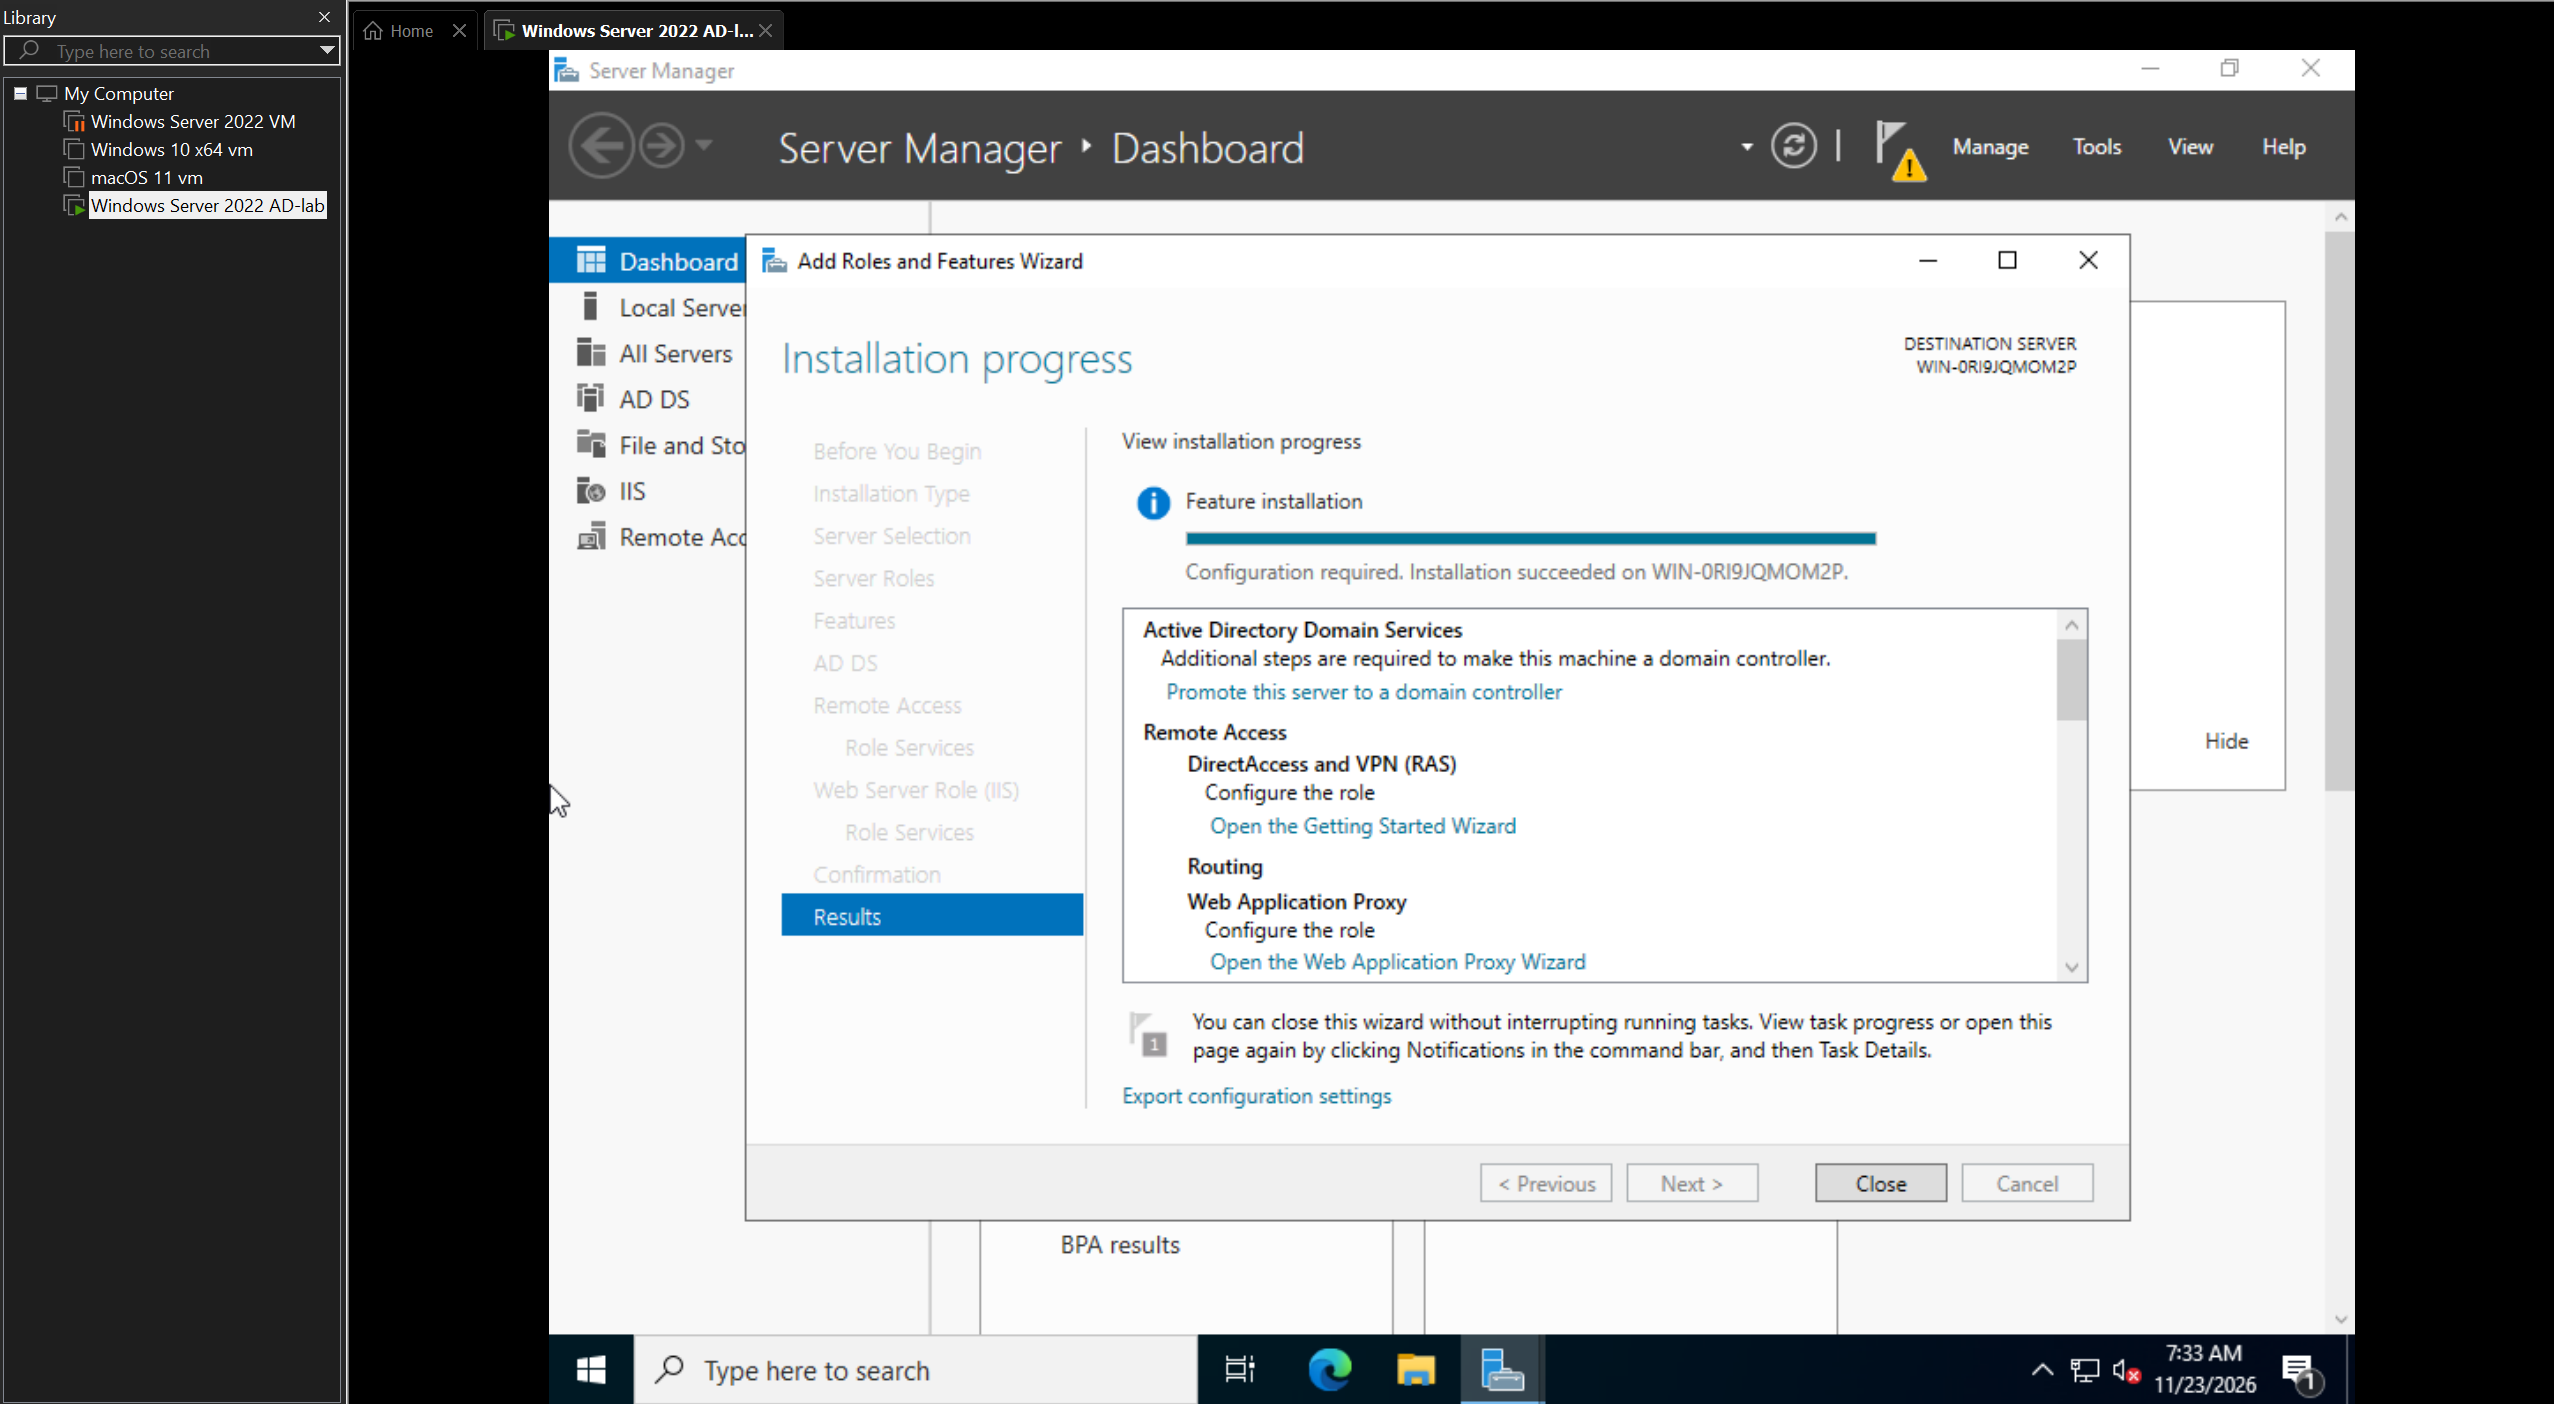 Library
Type here to search
My Computer
Windows Server 2022 VM
Windows 10 x64 vm
macOS 11 vm
Windows Server 2022 AD-lab
Home
Windows Server 2022 AD-l...
Server Manager
Server Manager
Dashboard
Manage
Tools
View
Help
Dashboard
Local Server
All Servers
AD DS
File and Sto
IIS
Remote Acc
Add Roles and Features Wizard
Installation progress
DESTINATION SERVER
WIN-0RI9JQMOM2P
Before You Begin
Installation Type
Server Selection
Server Roles
Features
AD DS
Remote Access
Role Services
Web Server Role (IIS)
Role Services
Confirmation
Results
View installation progress
Feature installation
Configuration required. Installation succeeded on WIN-0RI9JQMOM2P.
Active Directory Domain Services
Additional steps are required to make this machine a domain controller.
Promote this server to a domain controller
Remote Access
DirectAccess and VPN (RAS)
Configure the role
Open the Getting Started Wizard
Routing
Web Application Proxy
Configure the role
Open the Web Application Proxy Wizard
1
You can close this wizard without interrupting running tasks. View task progress or open this
page again by clicking Notifications in the command bar, and then Task Details.
Export configuration settings
< Previous
Next >
Close
Cancel
Hide
BPA results
Type here to search
7:33 AM
11/23/2026
1